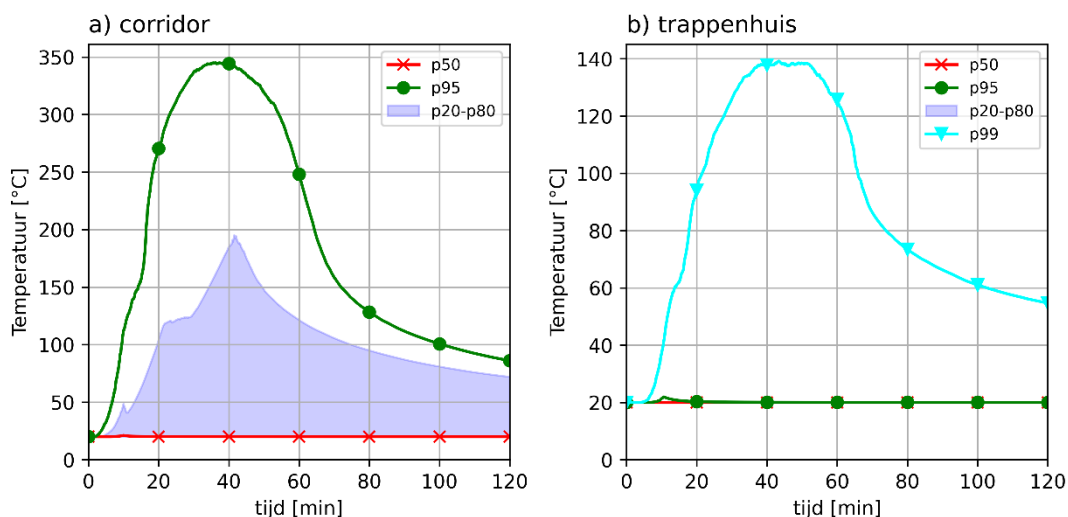 a) corridor
Temperatuur [°C]
350
300
250
200
150
100
50
0
0 20 40 60 80 100 120
tijd [min]
p50
p95
p20-p80
b) trappenhuis
Temperatuur [°C]
140
120
100
80
60
40
20
0
0 20 40 60 80 100 120
tijd [min]
p50
p95
p20-p80
p99